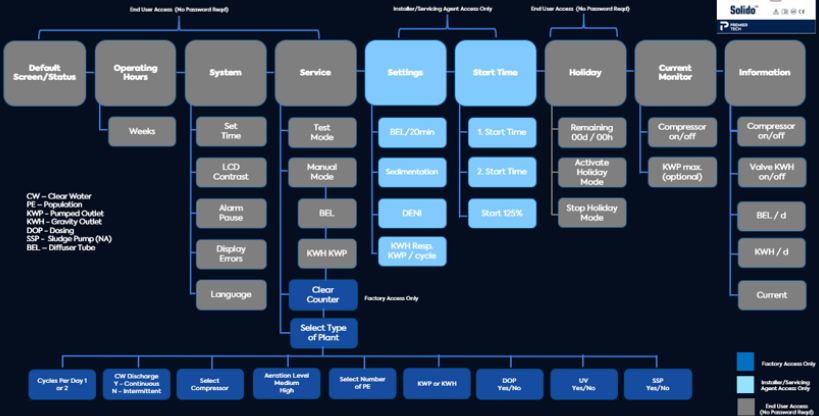 End User Access (No Password Reqd)
Installer/Servicing Agent Access Only
End User Access (No Password Reqd)
Solido
PREMIER
TECH
Default
Screen/Status
Operating
Hours
System
Service
Settings
Start Time
Holiday
Current
Monitor
Information
Weeks
Set
Time
LCD
Contrast
Alarm
Pause
Display
Errors
Language
Test
Mode
Manual
Mode
BEL
KWH KWP
Clear
Counter
Factory Access Only
Select Type
of Plant
BEL/20min
Sedimentation
DENI
KWH Resp.
KWP / cycle
1. Start Time
2. Start Time
Start 125%
Remaining
00d / 00h
Activate
Holiday
Mode
Stop Holiday
Mode
Compressor
on/off
KWP max.
(optional)
Compressor
on/off
Valve KWH
on/off
BEL / d
KWH / d
Current
CW – Clear Water
PE – Population
KWP - Pumped Outlet
KWH - Gravity Outlet
DOP - Dosing
SSP - Sludge Pump (NA)
BEL – Diffuser Tube
Cycles Per Day 1
or 2
CW Discharge
Y - Continuous
N - Intermittent
Select
Compressor
Aeration Level
Medium
High
Select Number
of PE
KWP or KWH
DOP
Yes/No
UV
Yes/No
SSP
Yes/No
Factory Access Only
Installer/Servicing
Agent Access Only
End User Access
(No Password Reqd)